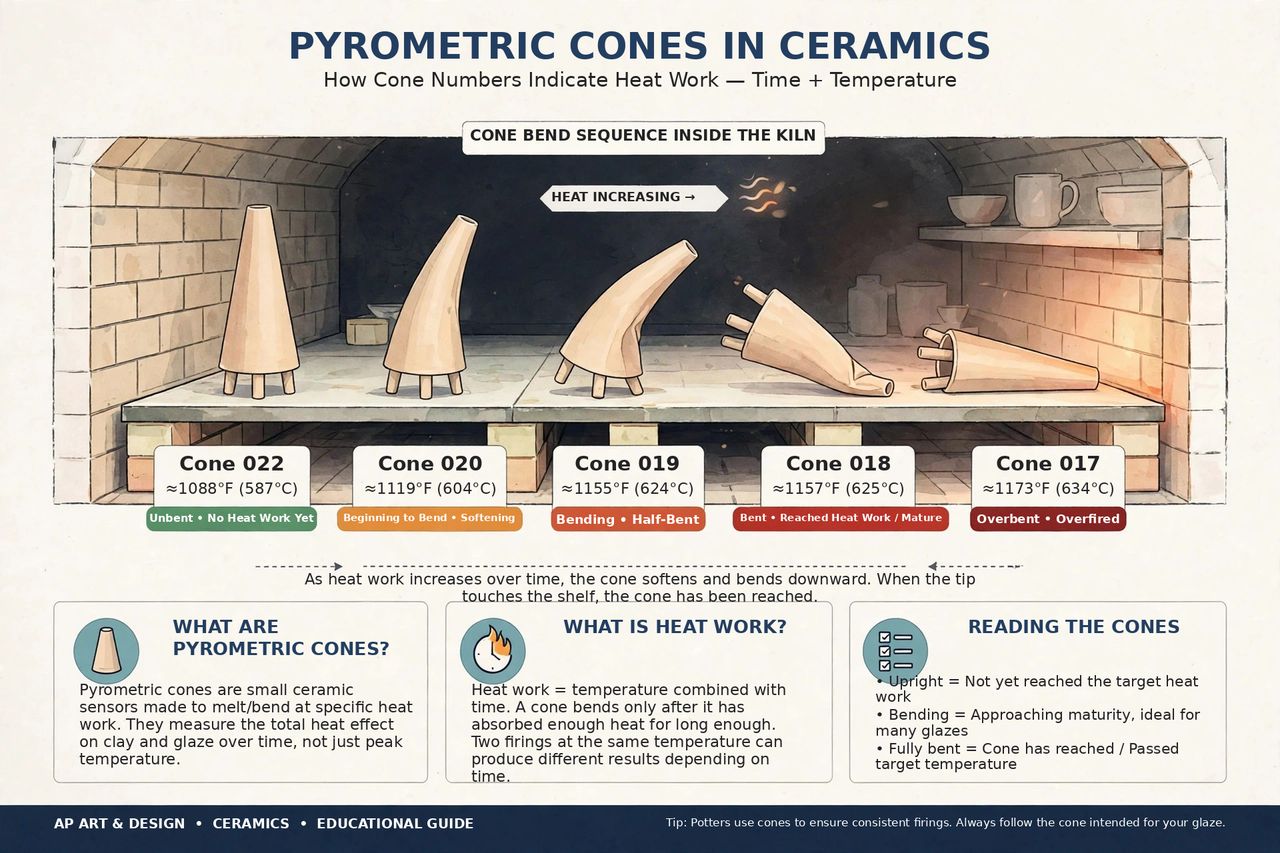 PYROMETRIC CONES IN CERAMICS
How Cone Numbers Indicate Heat Work — Time + Temperature
CONE BEND SEQUENCE INSIDE THE KILN
HEAT INCREASING →
Cone 022
≈1088°F (587°C)
Unbent • No Heat Work Yet
Cone 020
≈1119°F (604°C)
Beginning to Bend • Softening
Cone 019
≈1155°F (624°C)
Bending • Half-Bent
Cone 018
≈1157°F (625°C)
Bent • Reached Heat Work / Mature
Cone 017
≈1173°F (634°C)
Overbent • Overfired
As heat work increases over time, the cone softens and bends downward. When the tip
touches the shelf, the cone has been reached.
WHAT ARE
PYROMETRIC CONES?
Pyrometric cones are small ceramic
sensors made to melt/bend at specific heat
work. They measure the total heat effect
on clay and glaze over time, not just peak
temperature.
WHAT IS HEAT WORK?
Heat work = temperature combined with
time. A cone bends only after it has
absorbed enough heat for long enough.
Two firings at the same temperature can
produce different results depending on
time.
READING THE CONES
• Upright = Not yet reached the target heat
work
• Bending = Approaching maturity, ideal for
many glazes
• Fully bent = Cone has reached / Passed
target temperature
AP ART & DESIGN • CERAMICS • EDUCATIONAL GUIDE
Tip: Potters use cones to ensure consistent firings. Always follow the cone intended for your glaze.